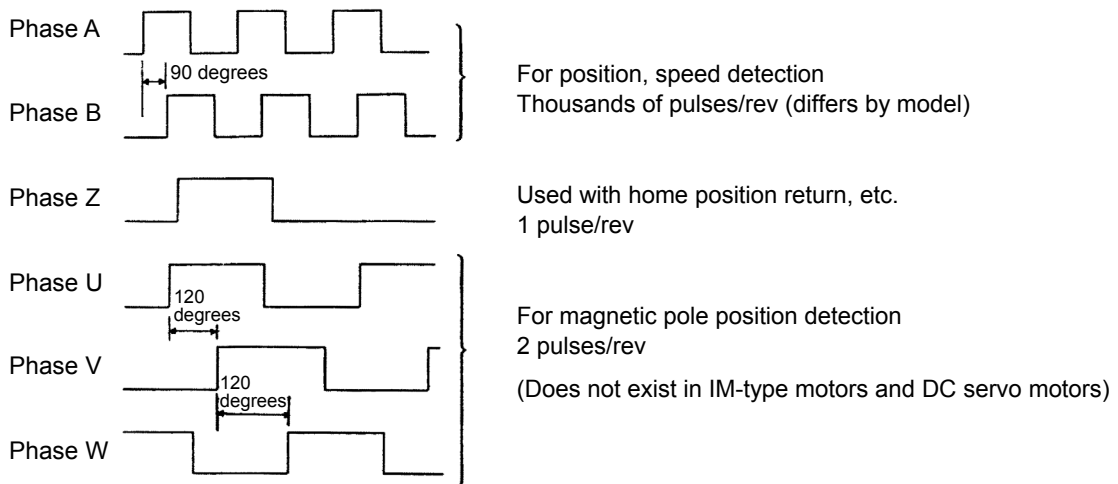 Phase A
90 degrees
Phase B
For position, speed detection
Thousands of pulses/rev (differs by model)
Phase Z
Used with home position return, etc.
1 pulse/rev
Phase U
120
degrees
Phase V
120
degrees
Phase W
For magnetic pole position detection
2 pulses/rev
(Does not exist in IM-type motors and DC servo motors)